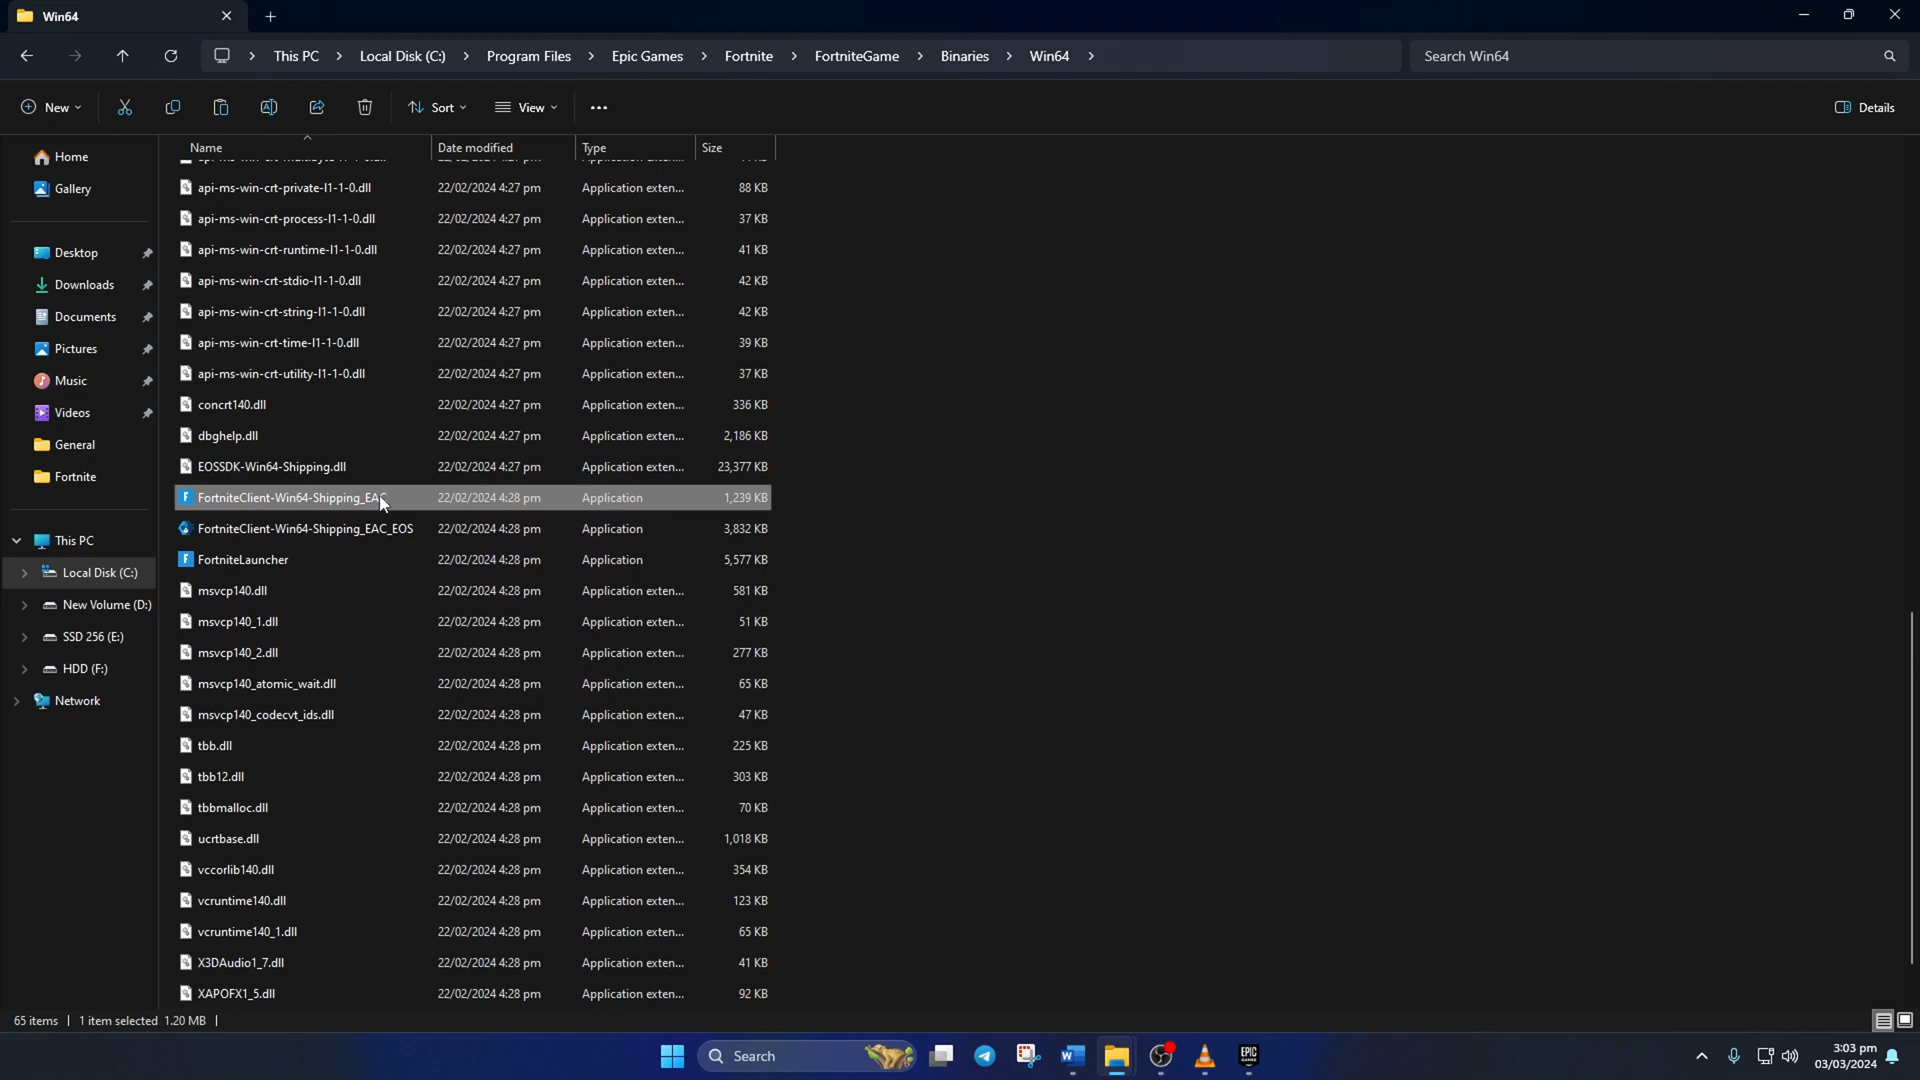 Win64
This PC > Local Disk (C:) > Program Files > Epic Games > Fortnite > FortniteGame > Binaries > Win64 >
Search Win64
New
Sort
View
Details
Home
Gallery
Desktop
Downloads
Documents
Pictures
Music
Videos
General
Fortnite
This PC
Local Disk (C:)
New Volume (D:)
SSD 256 (E:)
HDD (F:)
Network
Name Date modified Type Size
api-ms-win-crt-private-l1-1-0.dll 22/02/2024 4:27 pm Application exten... 88 KB
api-ms-win-crt-process-l1-1-0.dll 22/02/2024 4:27 pm Application exten... 37 KB
api-ms-win-crt-runtime-l1-1-0.dll 22/02/2024 4:27 pm Application exten... 41 KB
api-ms-win-crt-stdio-l1-1-0.dll 22/02/2024 4:27 pm Application exten... 42 KB
api-ms-win-crt-string-l1-1-0.dll 22/02/2024 4:27 pm Application exten... 42 KB
api-ms-win-crt-time-l1-1-0.dll 22/02/2024 4:27 pm Application exten... 39 KB
api-ms-win-crt-utility-l1-1-0.dll 22/02/2024 4:27 pm Application exten... 37 KB
concrt140.dll 22/02/2024 4:27 pm Application exten... 336 KB
dbghelp.dll 22/02/2024 4:27 pm Application exten... 2,186 KB
EOSSDK-Win64-Shipping.dll 22/02/2024 4:27 pm Application exten... 23,377 KB
FortniteClient-Win64-Shipping_EAC 22/02/2024 4:28 pm Application 1,239 KB
FortniteClient-Win64-Shipping_EAC_EOS 22/02/2024 4:28 pm Application 3,832 KB
FortniteLauncher 22/02/2024 4:28 pm Application 5,577 KB
msvcp140.dll 22/02/2024 4:28 pm Application exten... 581 KB
msvcp140_1.dll 22/02/2024 4:28 pm Application exten... 51 KB
msvcp140_2.dll 22/02/2024 4:28 pm Application exten... 277 KB
msvcp140_atomic_wait.dll 22/02/2024 4:28 pm Application exten... 65 KB
msvcp140_codecvt_ids.dll 22/02/2024 4:28 pm Application exten... 47 KB
tbb.dll 22/02/2024 4:28 pm Application exten... 225 KB
tbb12.dll 22/02/2024 4:28 pm Application exten... 303 KB
tbbmalloc.dll 22/02/2024 4:28 pm Application exten... 70 KB
ucrtbase.dll 22/02/2024 4:28 pm Application exten... 1,018 KB
vccorlib140.dll 22/02/2024 4:28 pm Application exten... 354 KB
vcruntime140.dll 22/02/2024 4:28 pm Application exten... 123 KB
vcruntime140_1.dll 22/02/2024 4:28 pm Application exten... 65 KB
X3DAudio1_7.dll 22/02/2024 4:28 pm Application exten... 41 KB
XAPOFX1_5.dll 22/02/2024 4:28 pm Application exten... 92 KB
65 items | 1 item selected 1.20 MB |
Search
EPIC
3:03 pm
03/03/2024